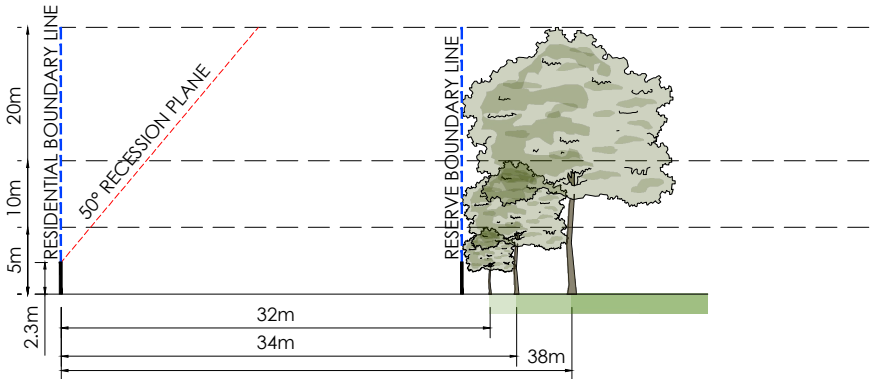 RESIDENTIAL BOUNDARY LINE
50° RECESSION PLANE
RESERVE BOUNDARY LINE
20m
10m
5m
2.3m
32m
34m
38m